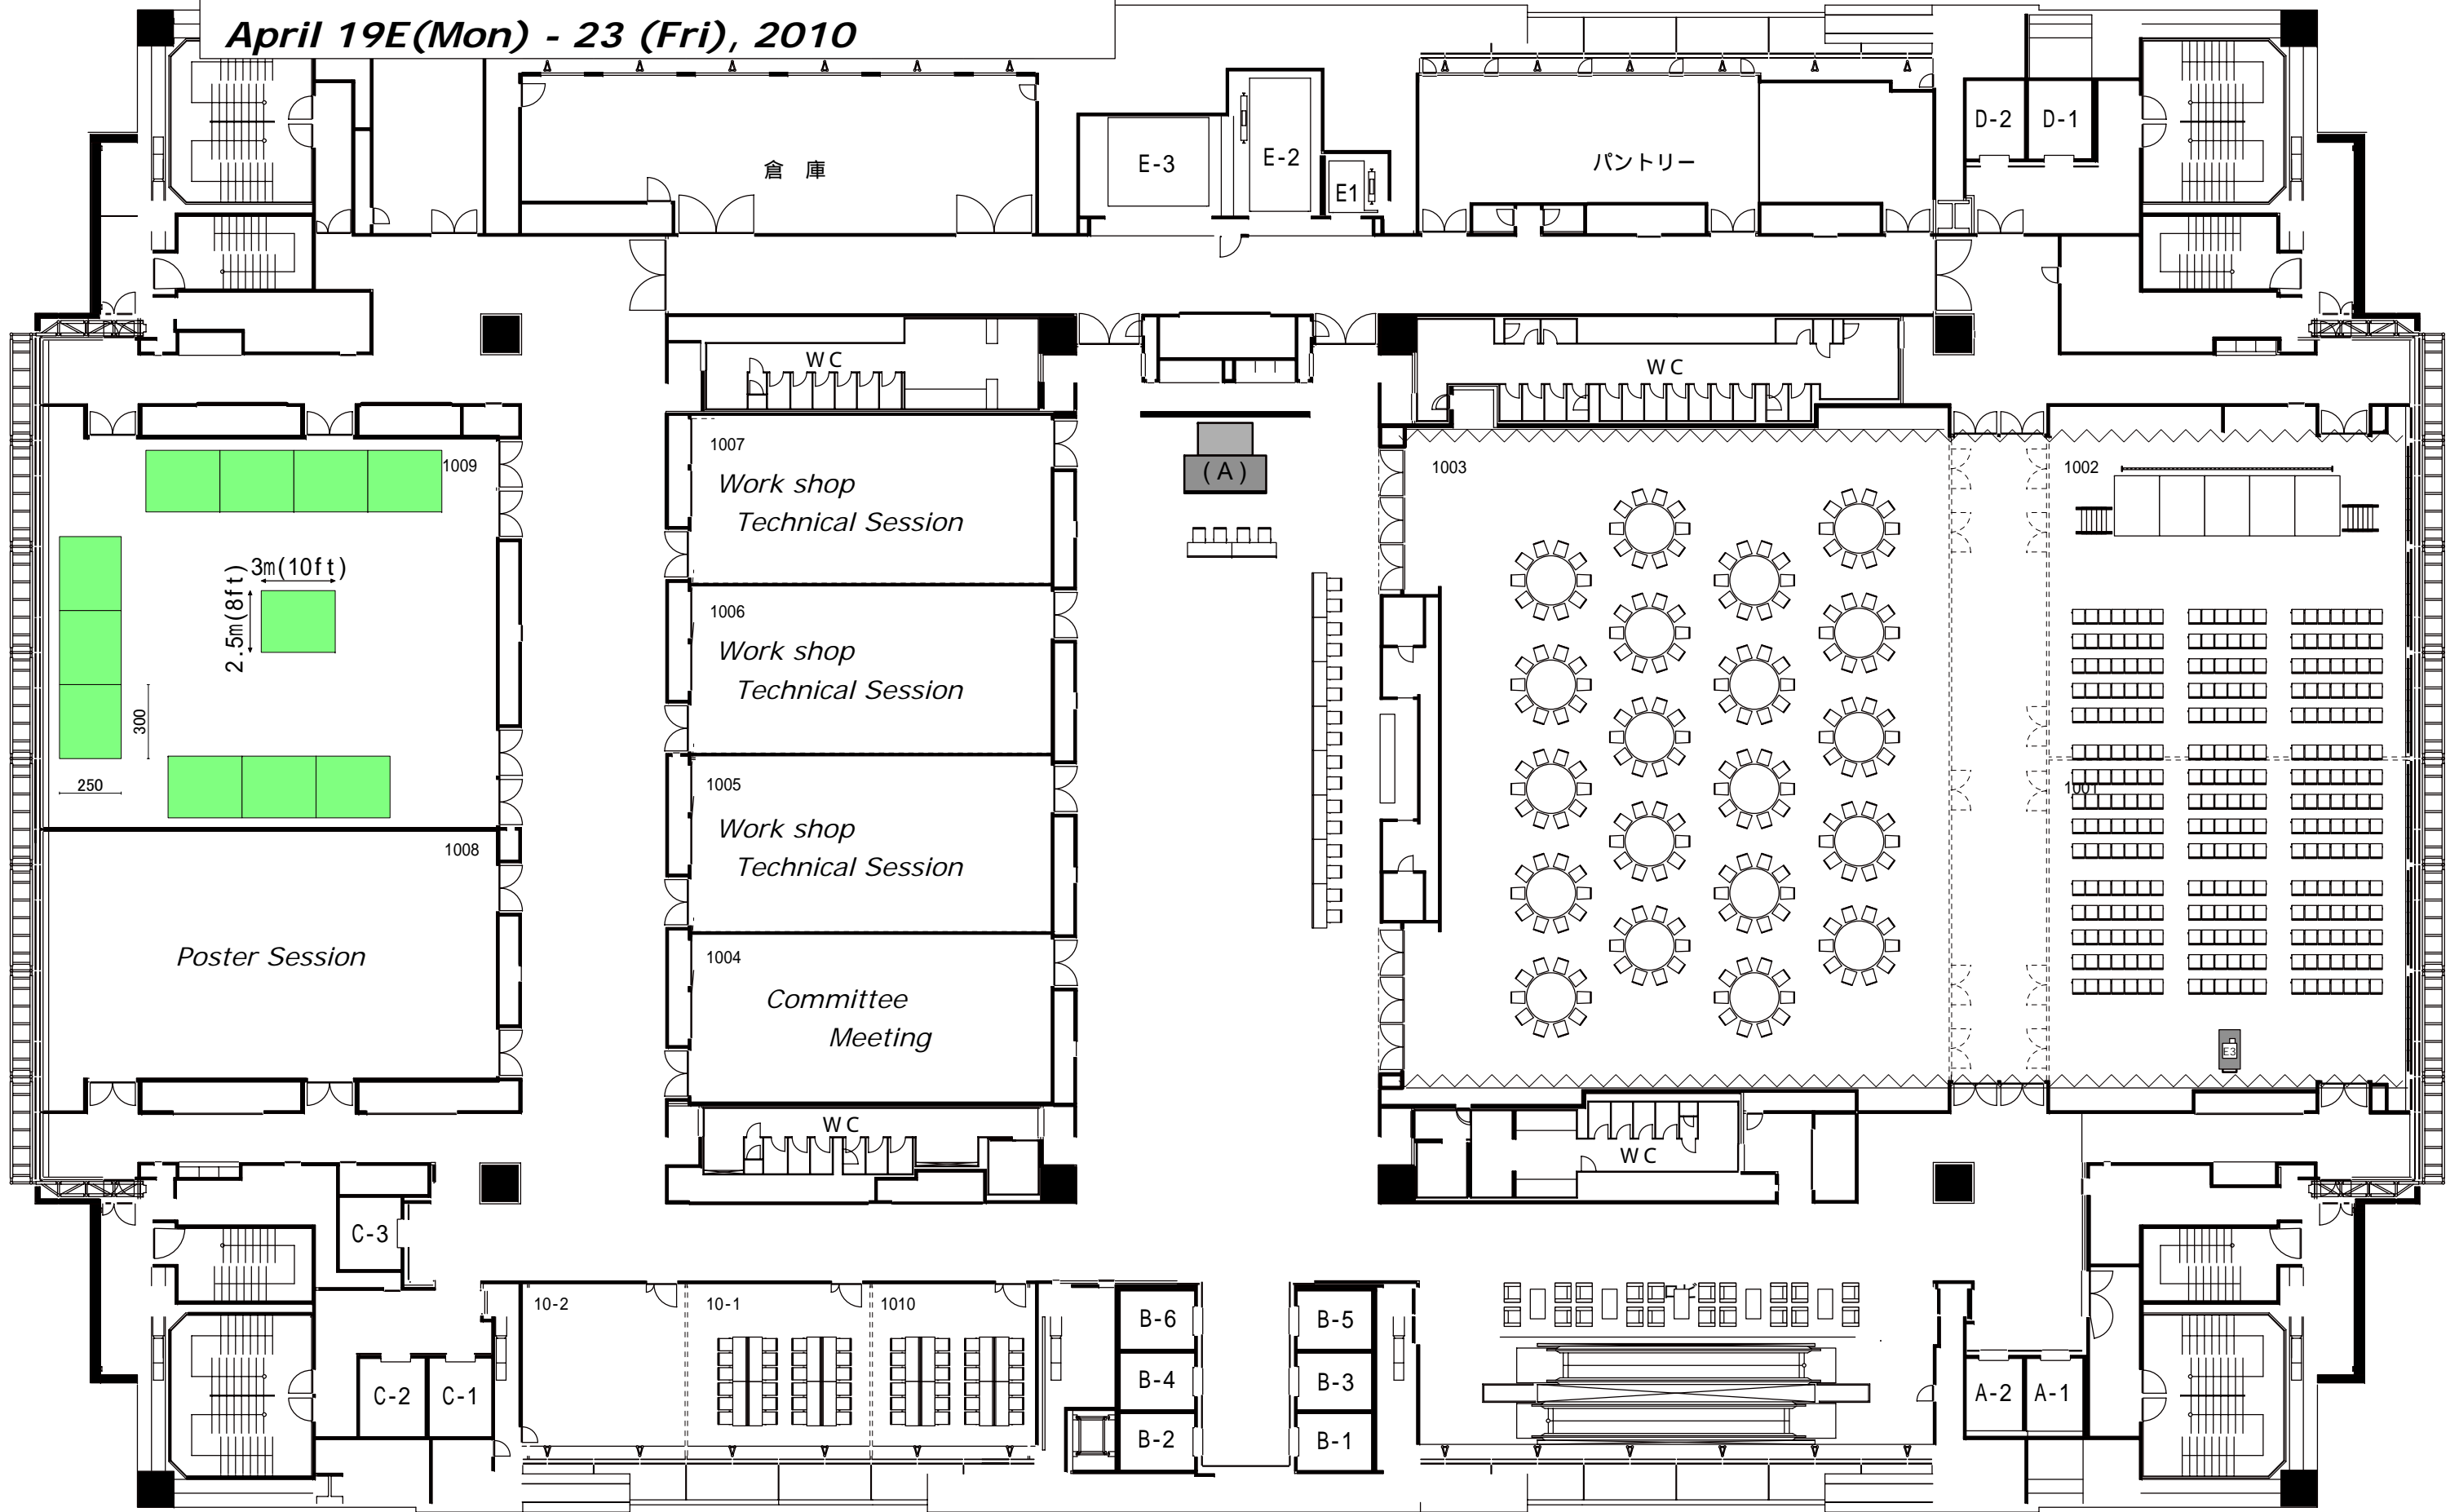 April 19E(Mon) - 23 (Fri), 2010
倉 庫
E-3
E-2
E1
パントリー
D-2
D-1
WC
WC
1009
3m(10ft)
2.5m(8ft)
300
250
1008
Poster Session
1007
Work shop
Technical Session
1006
Work shop
Technical Session
1005
Work shop
Technical Session
1004
Committee
Meeting
(A)
1003
1002
1001
E3
WC
WC
C-3
C-2
C-1
10-2
10-1
1010
B-6
B-5
B-4
B-3
B-2
B-1
A-2
A-1